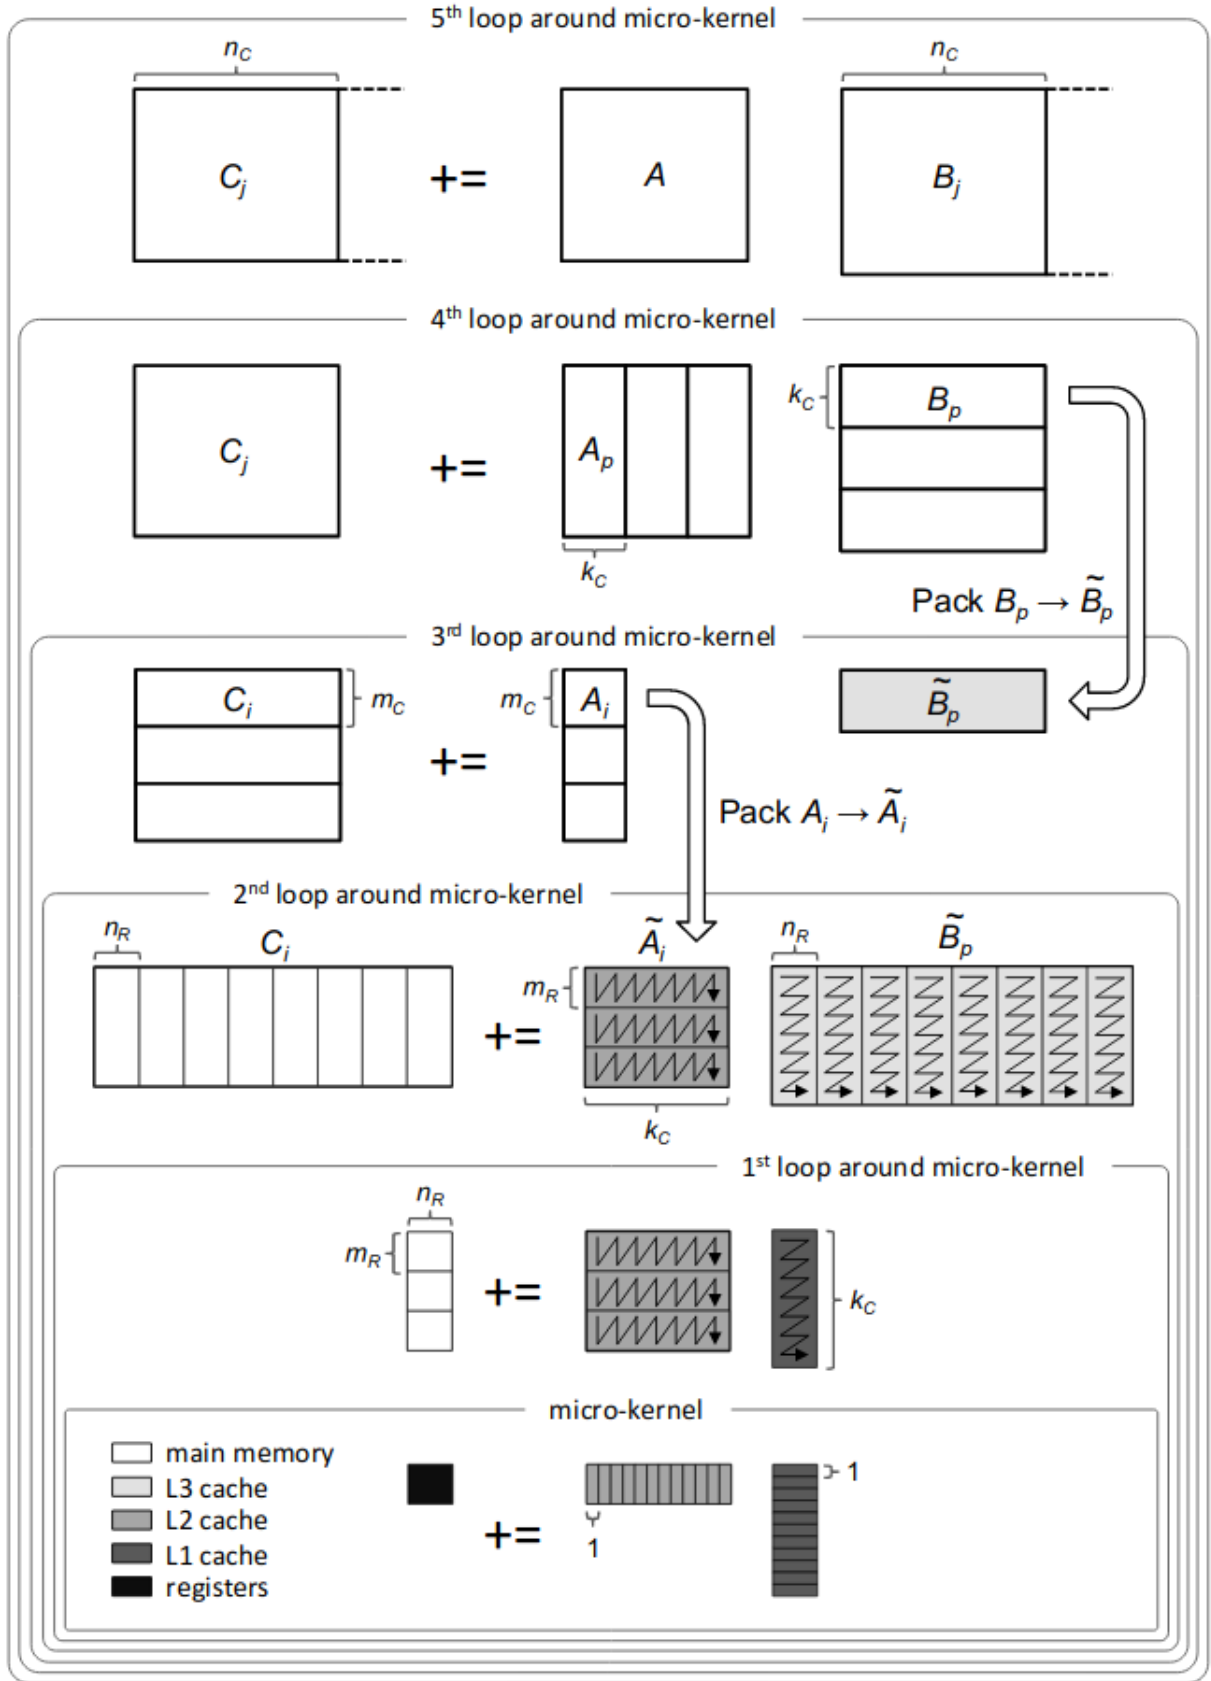 5th loop around micro-kernel
nC nC
Cj += A Bj
4th loop around micro-kernel
Cj += Ap kC Bp
kC
Pack Bp → B̃p
3rd loop around micro-kernel
Ci mC += mC Ai B̃p
Pack Ai → Ãi
2nd loop around micro-kernel
nR Ci Ãi nR B̃p
mR
+=
kC
1st loop around micro-kernel
nR
mR += kC
micro-kernel
main memory
L3 cache
L2 cache
L1 cache
registers
+=
1
1